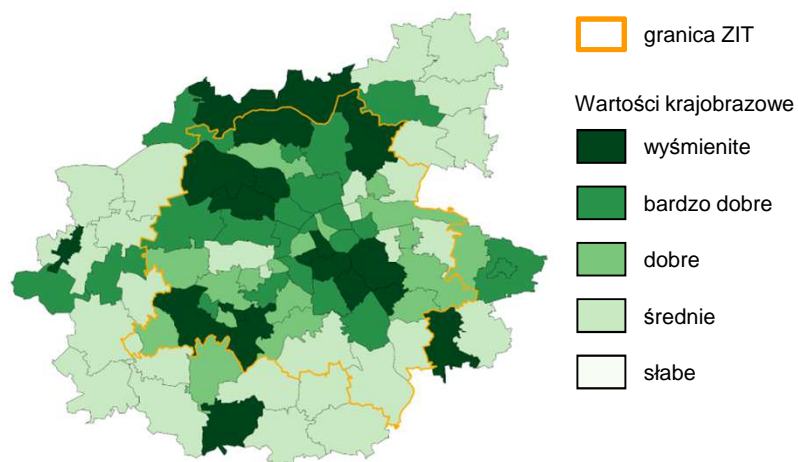 granica ZIT
Wartości krajobrazowe
wyśmienite
bardzo dobre
dobre
średnie
słabe